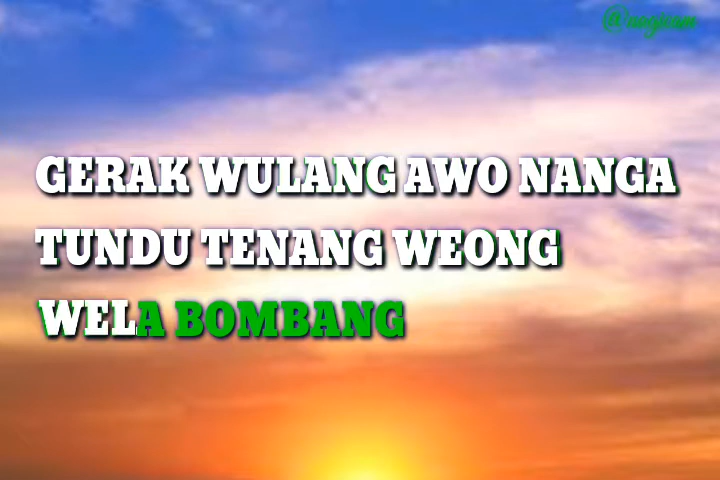 GERAK WULANG AWO NANGA
TUNDU TENANG WEONG
WELA BOMBANG